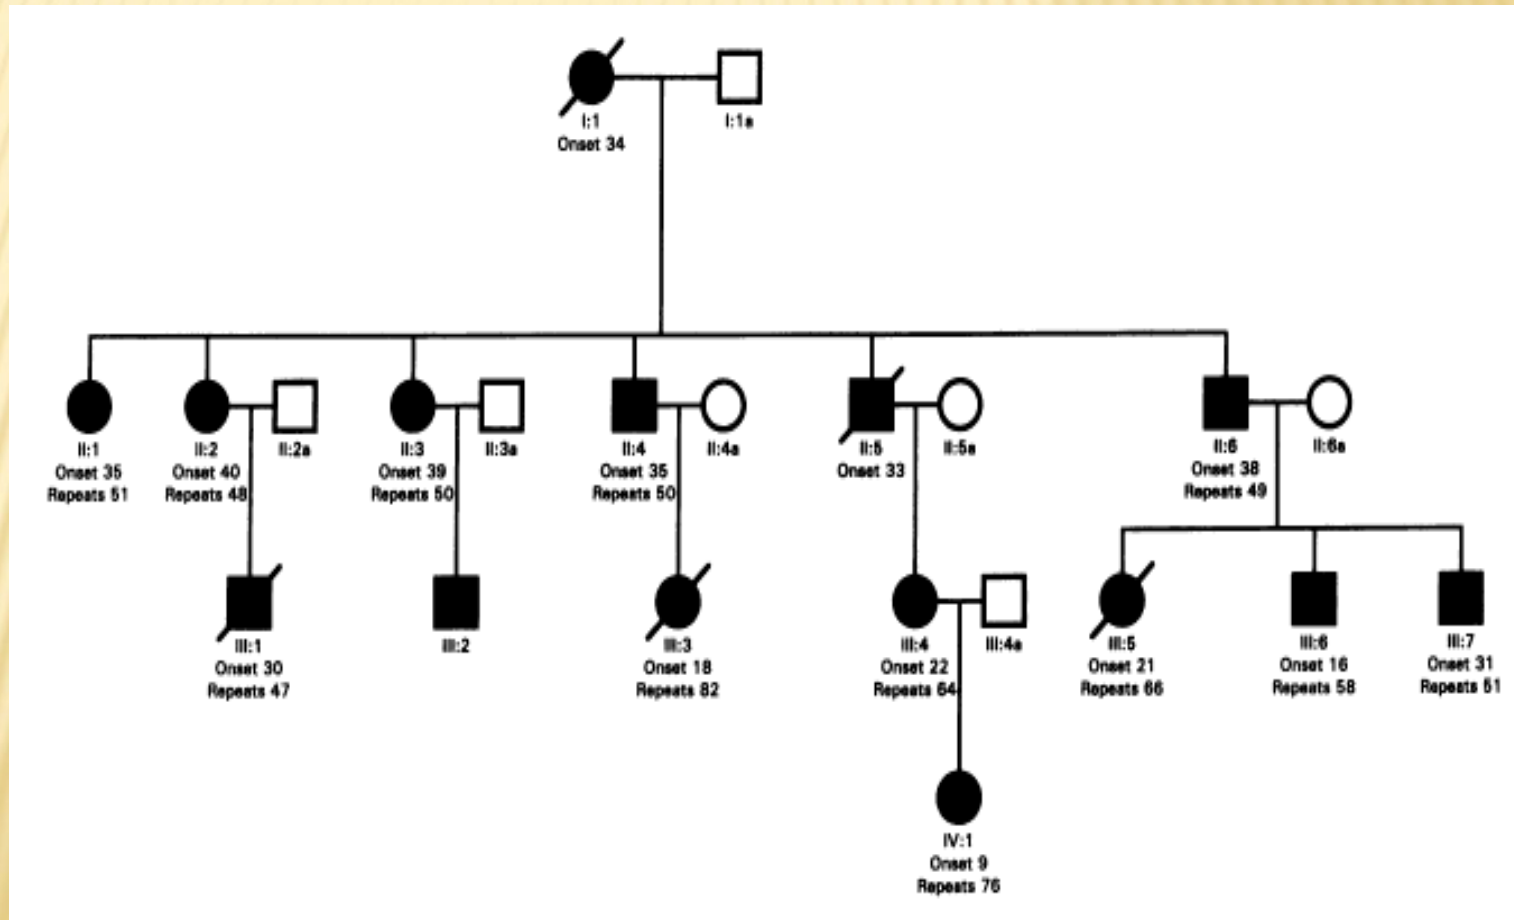 I:1
Onset 34
I:1a
II:1
Onset 35
Repeats 51
II:2
Onset 40
Repeats 48
II:2a
II:3
Onset 39
Repeats 50
II:3a
II:4
Onset 35
Repeats 50
II:4a
II:5
Onset 33
II:5a
II:6
Onset 38
Repeats 49
II:6a
III:1
Onset 30
Repeats 47
III:2
III:3
Onset 18
Repeats 82
III:4
Onset 22
Repeats 64
III:4a
III:5
Onset 21
Repeats 66
III:6
Onset 16
Repeats 58
III:7
Onset 31
Repeats 51
IV:1
Onset 9
Repeats 76